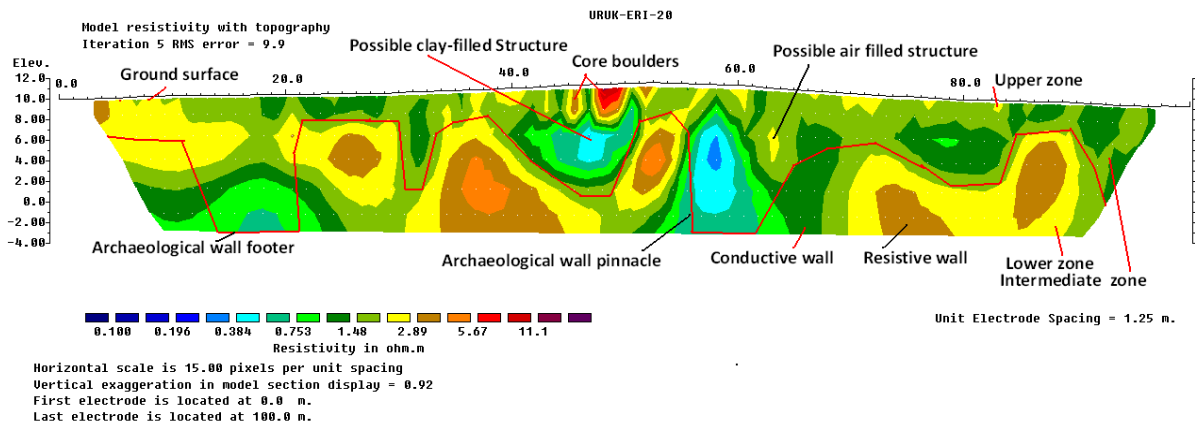 URUK-ERI-20
Model resistivity with topography
Iteration 5 RMS error = 9.9
Possible clay-filled Structure
Possible air filled structure
Core boulders
Elev.
Ground surface
Upper zone
0.0 20.0 40.0 60.0 80.0
12.0
10.0
8.00
6.00
4.00
2.00
0.0
-2.00
-4.00
Archaeological wall footer
Archaeological wall pinnacle
Conductive wall
Resistive wall
Lower zone
Intermediate zone
0.100 0.196 0.384 0.753 1.48 2.89 5.67 11.1
Resistivity in ohm.m
Unit Electrode Spacing = 1.25 m.
Horizontal scale is 15.00 pixels per unit spacing
Vertical exaggeration in model section display = 0.92
First electrode is located at 0.0 m.
Last electrode is located at 100.0 m.